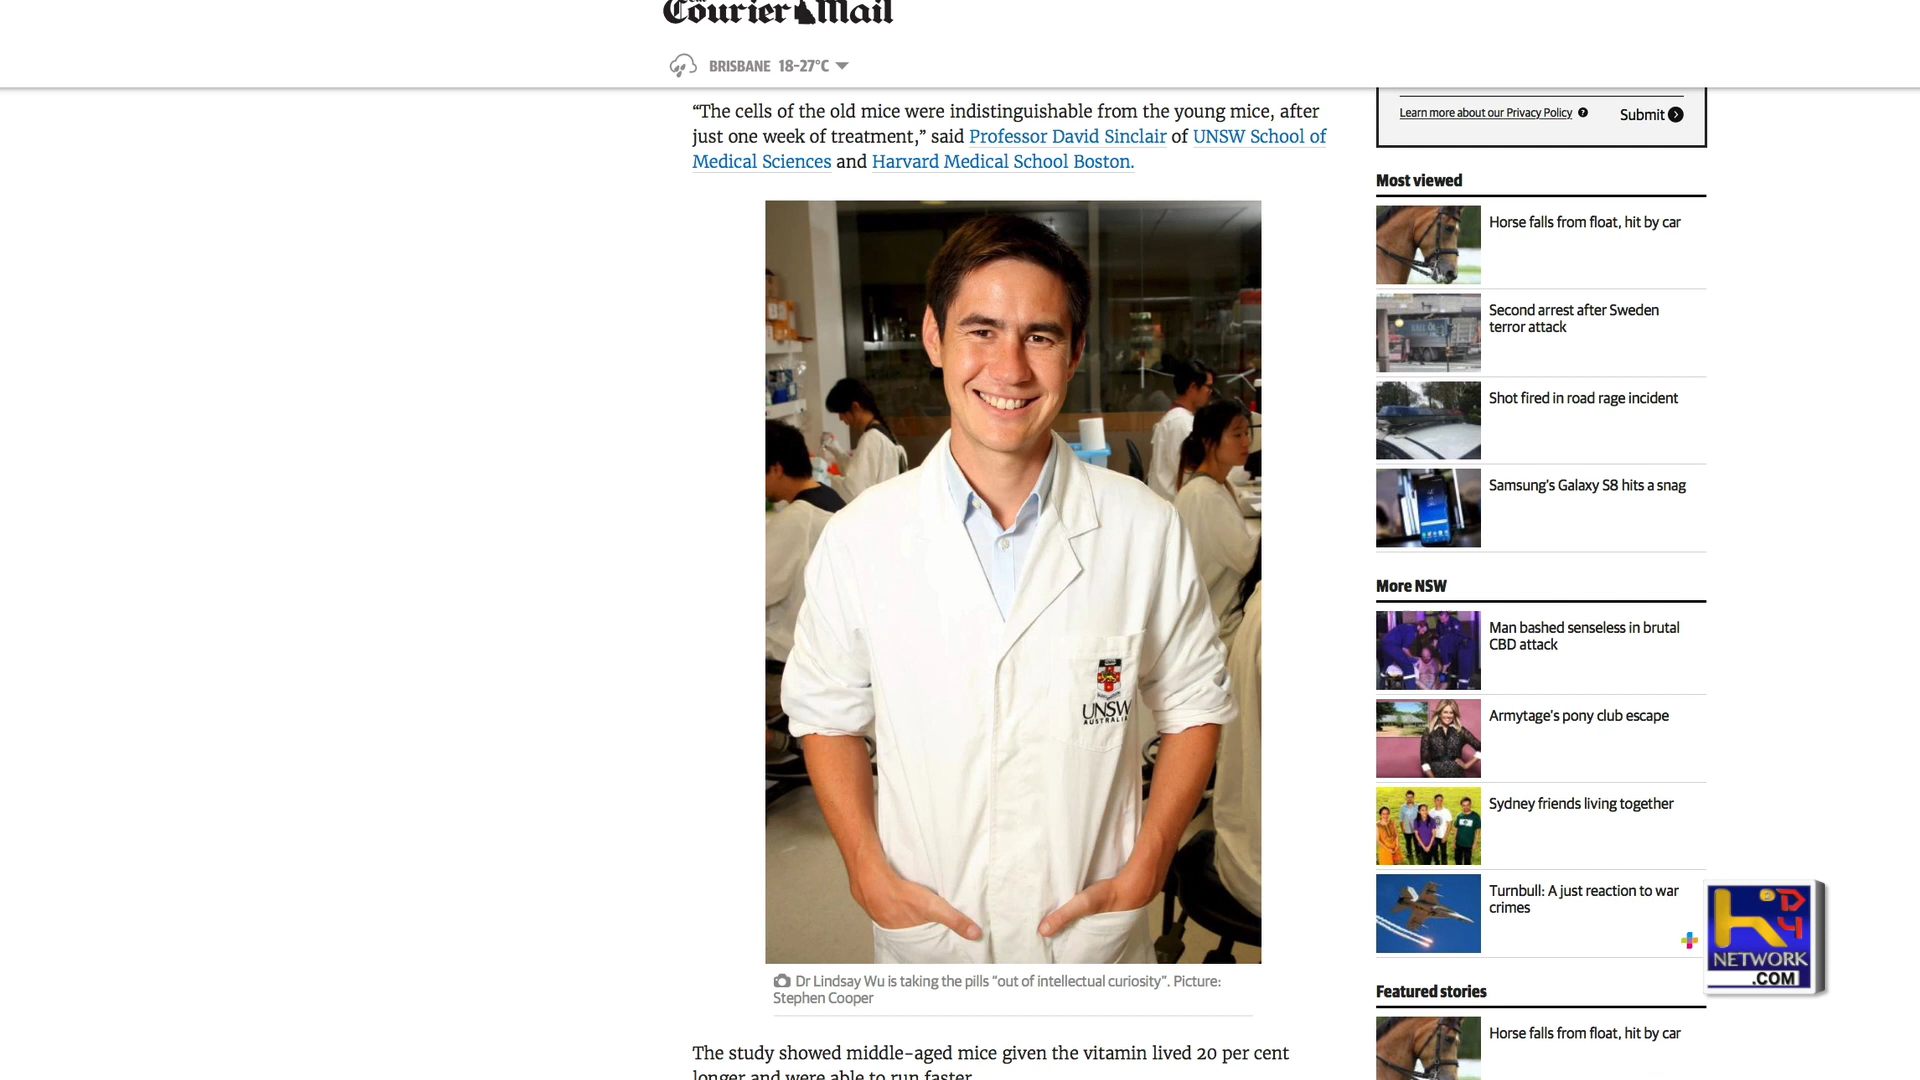 Courier Mail
BRISBANE 18-27°C
“The cells of the old mice were indistinguishable from the young mice, after
just one week of treatment,” said Professor David Sinclair of UNSW School of
Medical Sciences and Harvard Medical School Boston.
UNSW
AUSTRALIA
Dr Lindsay Wu is taking the pills “out of intellectual curiosity”. Picture:
Stephen Cooper
The study showed middle-aged mice given the vitamin lived 20 per cent
longer and were able to run faster.
Learn more about our Privacy Policy ?
Submit
Most viewed
Horse falls from float, hit by car
Second arrest after Sweden
terror attack
Shot fired in road rage incident
Samsung’s Galaxy S8 hits a snag
More NSW
Man bashed senseless in brutal
CBD attack
Armytage’s pony club escape
Sydney friends living together
Turnbull: A just reaction to war
crimes
Featured stories
Horse falls from float, hit by car
NETWORK
.COM